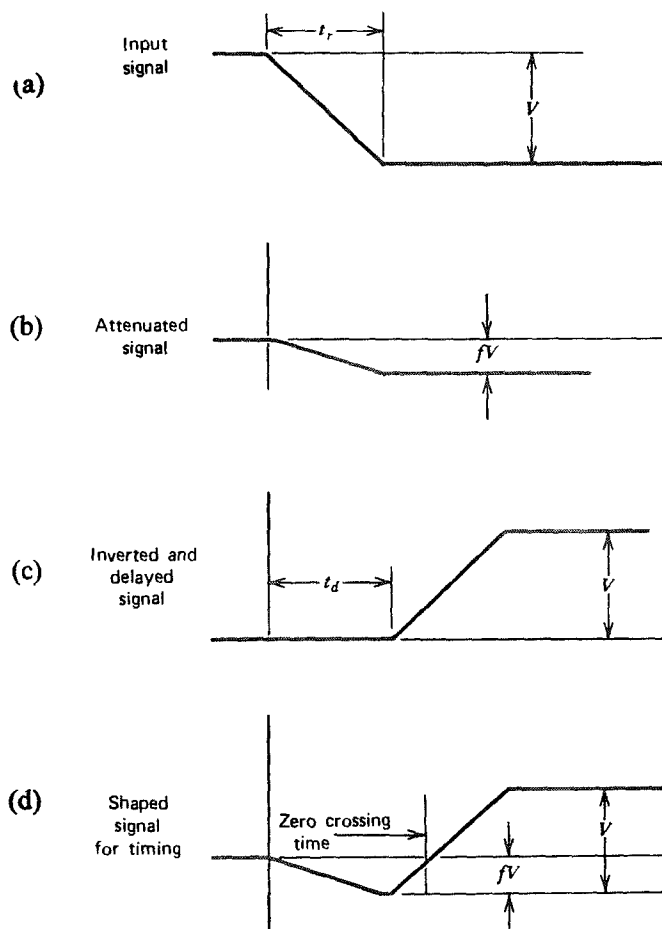 t_r
Input
signal
(a)
V
(b)
Attenuated
signal
fV
(c)
Inverted and
delayed
signal
t_d
V
(d)
Shaped
signal
for timing
Zero crossing
time
V
fV